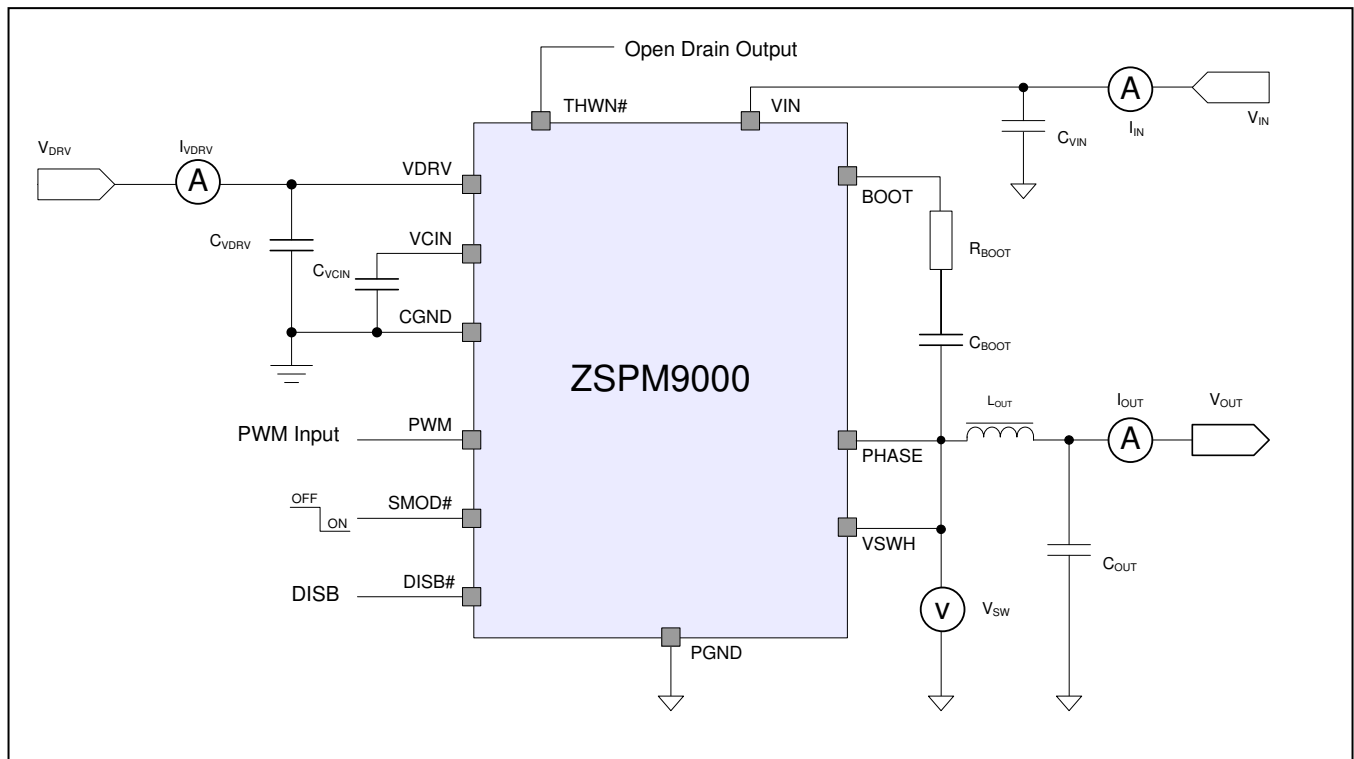 Open Drain Output
THWN#
VIN
A
I_IN
V_IN
C_VIN
V_DRV
I_VDRV
A
VDRV
BOOT
C_VDRV
VCIN
C_VCIN
R_BOOT
CGND
C_BOOT
ZSPM9000
PWM Input
PWM
PHASE
L_OUT
I_OUT
A
V_OUT
OFF
ON
SMOD#
VSWH
C_OUT
DISB
DISB#
V
V_SW
PGND